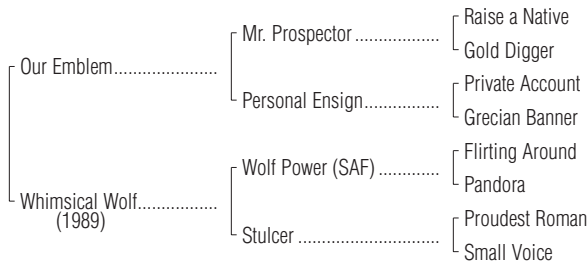 Raise a Native
Mr. Prospector ..................
Gold Digger
Our Emblem......................
Private Account
Personal Ensign................
Grecian Banner
Flirting Around
Wolf Power (SAF) .............
Pandora
Whimsical Wolf.................
(1989)
Proudest Roman
Stulcer ..............................
Small Voice